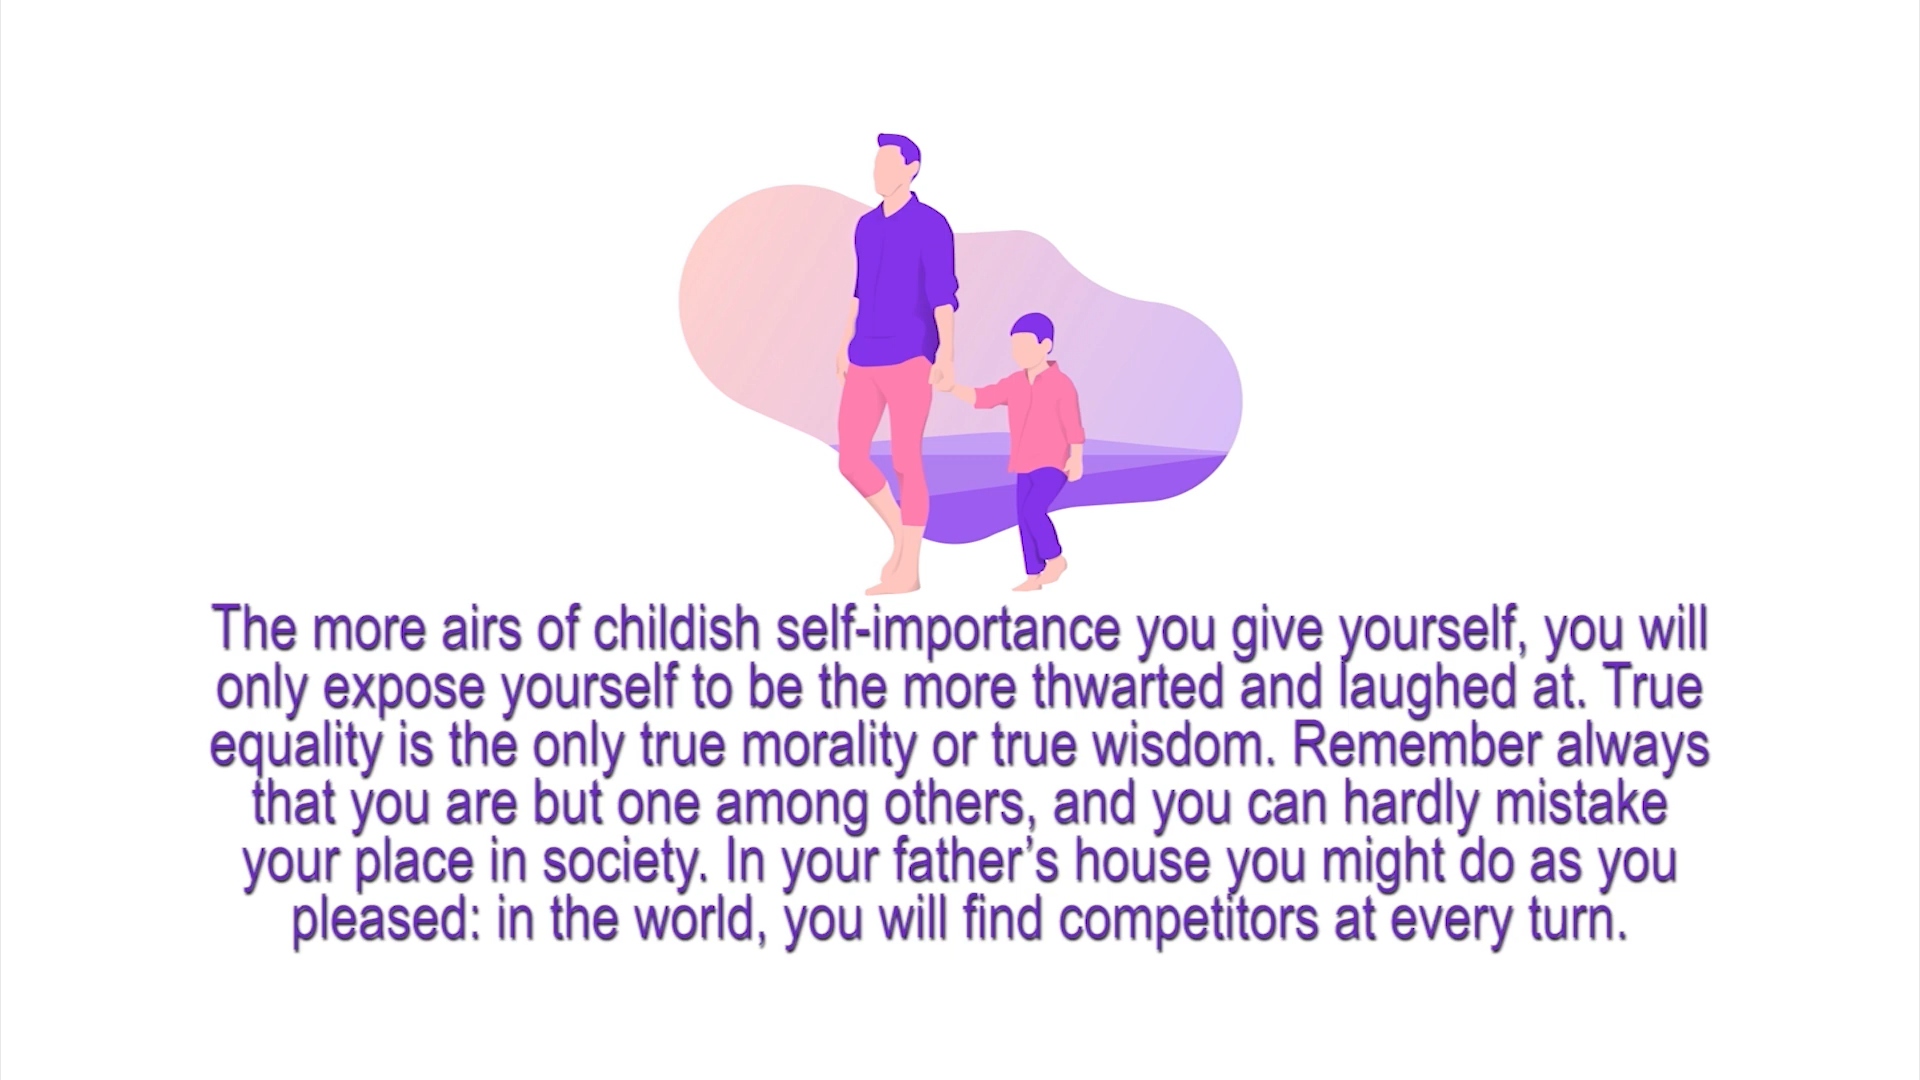 The more airs of childish self-importance you give yourself, you will
only expose yourself to be the more thwarted and laughed at. True
equality is the only true morality or true wisdom. Remember always
that you are but one among others, and you can hardly mistake
your place in society. In your father’s house you might do as you
pleased: in the world, you will find competitors at every turn.